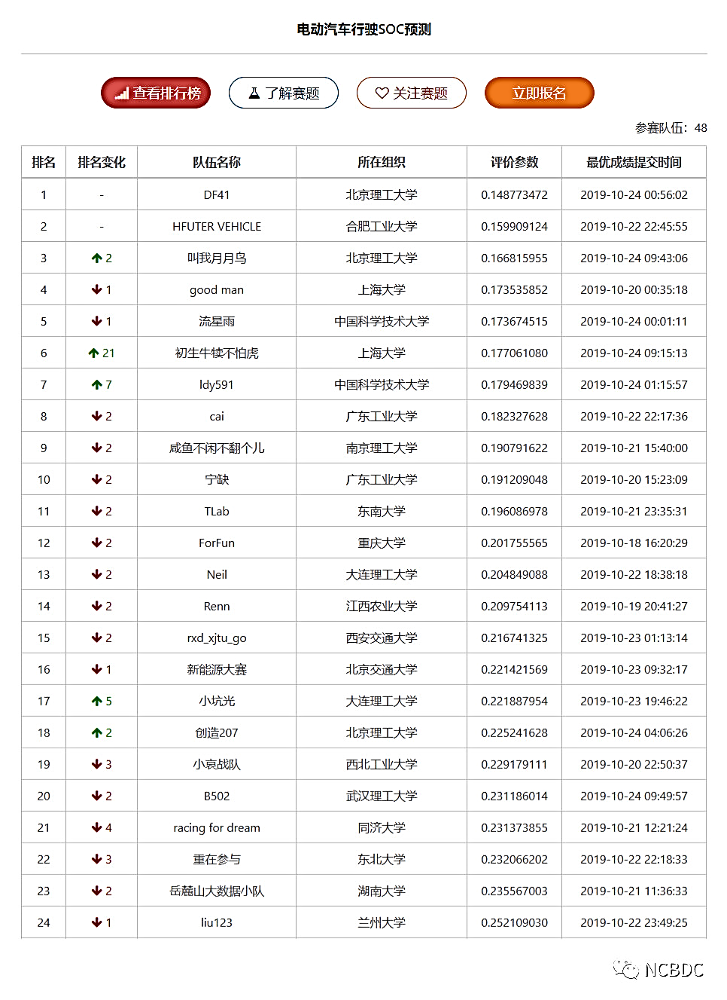 电动汽车行驶SOC预测
查看排行榜 了解赛题 关注赛题 立即报名
参赛队伍：48
排名 排名变化 队伍名称 所在组织 评价参数 最优成绩提交时间
1 - DF41 北京理工大学 0.148773472 2019-10-24 00:56:02
2 - HFUTER VEHICLE 合肥工业大学 0.159909124 2019-10-22 22:45:55
3 2 叫我月月鸟 北京理工大学 0.166815955 2019-10-24 09:43:06
4 1 good man 上海大学 0.173535852 2019-10-20 00:35:18
5 1 流星雨 中国科学技术大学 0.173674515 2019-10-24 00:01:11
6 21 初生牛犊不怕虎 上海大学 0.177061080 2019-10-24 09:15:13
7 7 ldy591 中国科学技术大学 0.179469839 2019-10-24 01:15:57
8 2 cai 广东工业大学 0.182327628 2019-10-22 22:17:36
9 2 咸鱼不闲不翻个儿 南京理工大学 0.190791622 2019-10-21 15:40:00
10 2 宁缺 广东工业大学 0.191209048 2019-10-20 15:23:09
11 2 TLab 东南大学 0.196086978 2019-10-21 23:35:31
12 2 ForFun 重庆大学 0.201755565 2019-10-18 16:20:29
13 2 Neil 大连理工大学 0.204849088 2019-10-22 18:38:18
14 2 Renn 江西农业大学 0.209754113 2019-10-19 20:41:27
15 2 rxd_xjtu_go 西安交通大学 0.216741325 2019-10-23 01:13:14
16 1 新能源大赛 北京交通大学 0.221421569 2019-10-23 09:32:17
17 5 小坑光 大连理工大学 0.221887954 2019-10-23 19:46:22
18 2 创造207 北京理工大学 0.225241628 2019-10-24 04:06:26
19 3 小哀战队 西北工业大学 0.229179111 2019-10-20 22:50:37
20 2 B502 武汉理工大学 0.231186014 2019-10-24 09:49:57
21 4 racing for dream 同济大学 0.231373855 2019-10-21 12:21:24
22 3 重在参与 东北大学 0.232066202 2019-10-22 22:18:33
23 2 岳麓山大数据小队 湖南大学 0.235567003 2019-10-21 11:36:33
24 1 liu123 兰州大学 0.252109030 2019-10-22 23:49:25
NCBDC